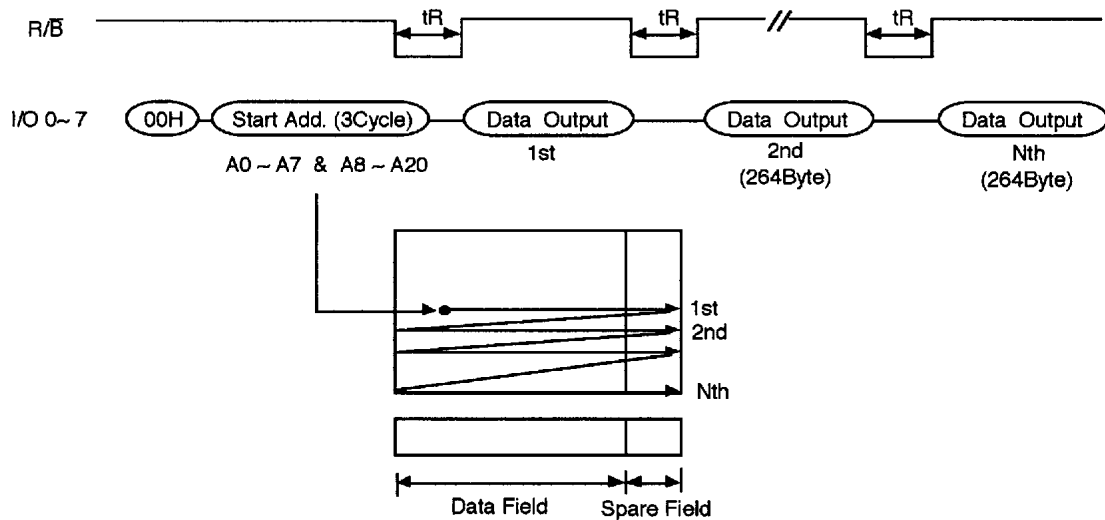 tR tR tR
R/B̅
I/O 0~ 7 00H Start Add. (3Cycle) Data Output Data Output Data Output
A0 ~ A7 & A8 ~ A20 1st 2nd Nth
(264Byte) (264Byte)
1st
2nd
Nth
Data Field Spare Field